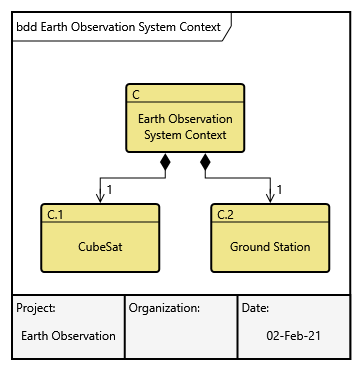 bdd Earth Observation System Context
C
Earth Observation
System Context
1
1
C.1
CubeSat
C.2
Ground Station
Project:
Earth Observation
Organization:
Date:
02-Feb-21